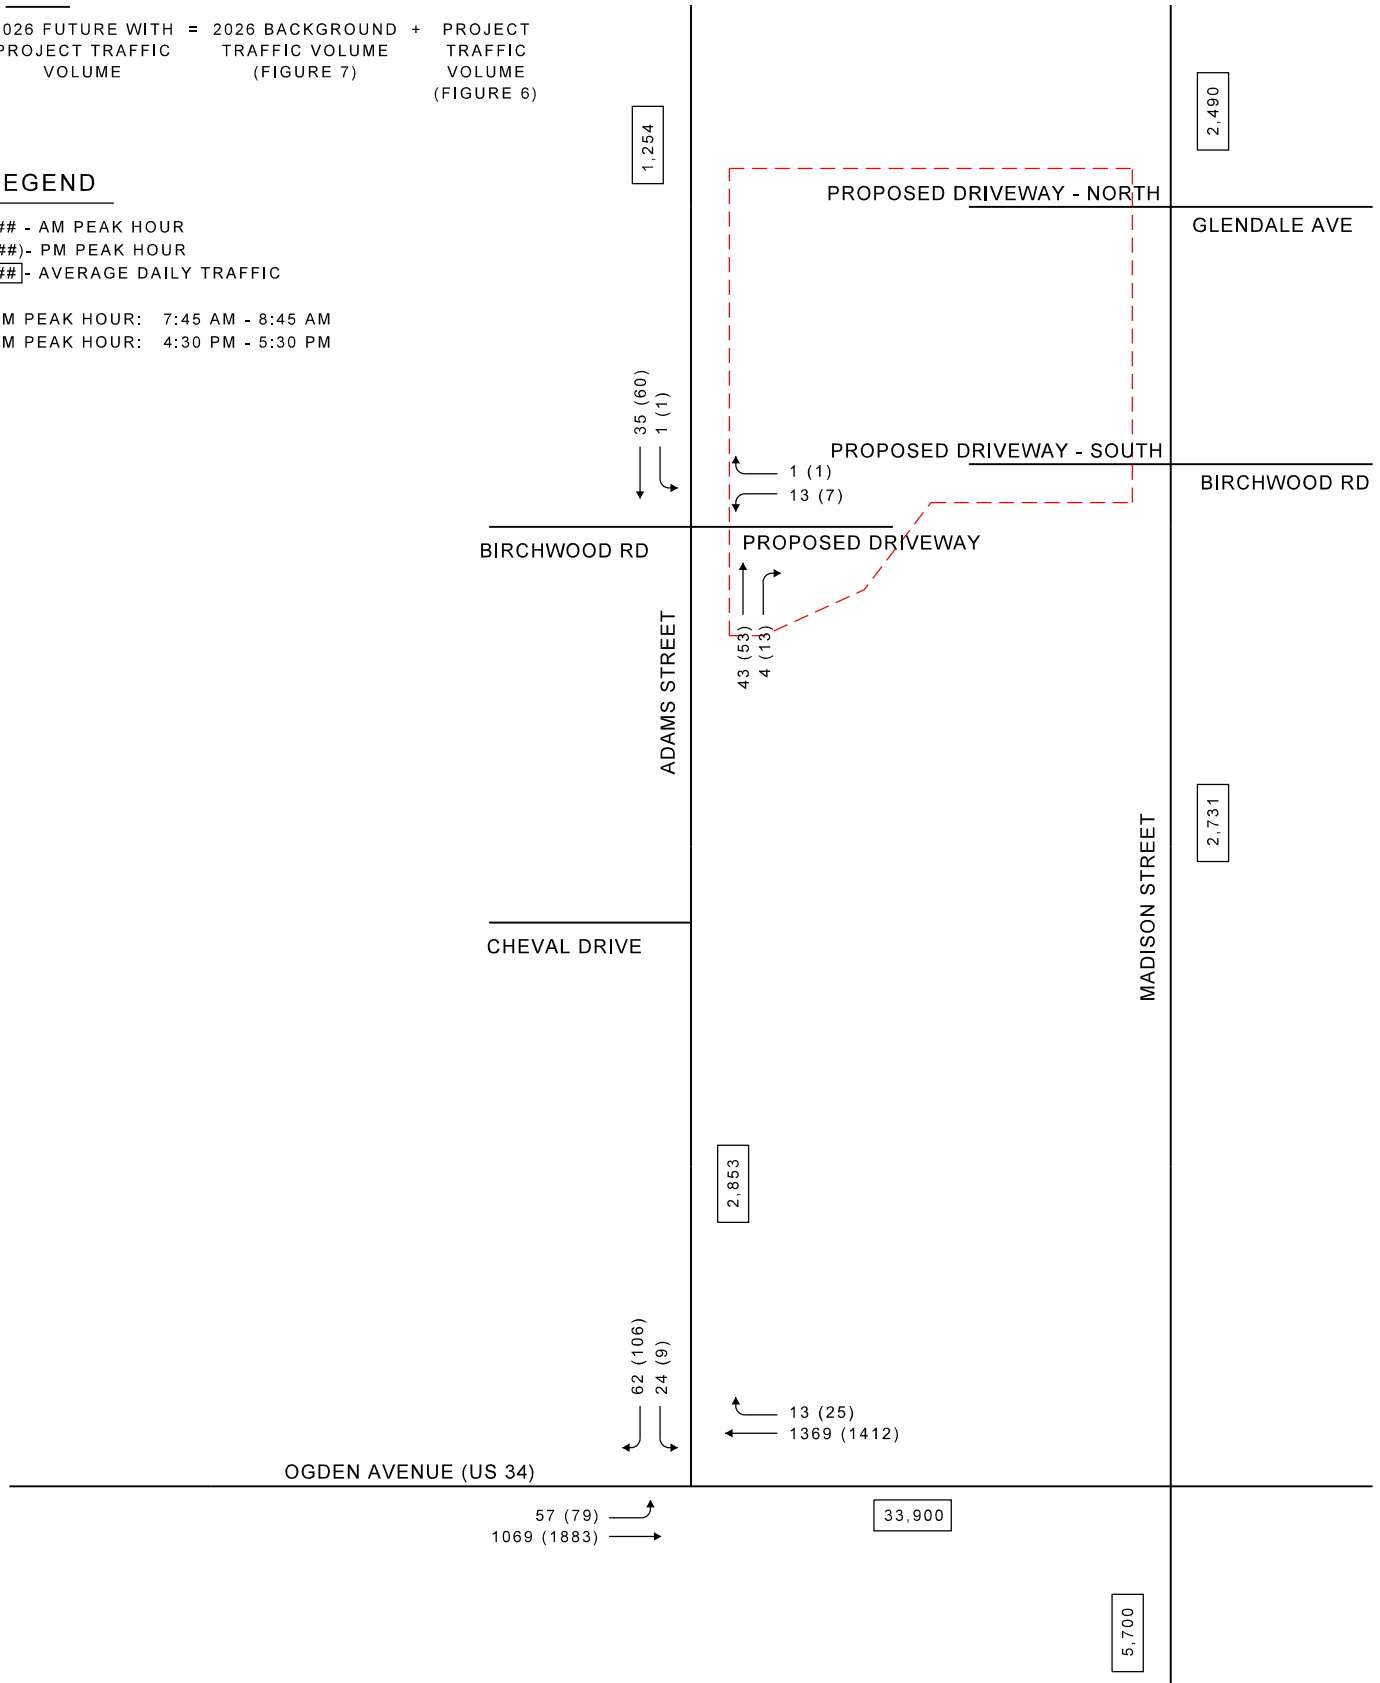 026 FUTURE WITH = 2026 BACKGROUND + PROJECT
PROJECT TRAFFIC TRAFFIC VOLUME TRAFFIC
VOLUME (FIGURE 7) VOLUME
(FIGURE 6)
EGEND
## - AM PEAK HOUR
##)- PM PEAK HOUR
## - AVERAGE DAILY TRAFFIC
M PEAK HOUR: 7:45 AM - 8:45 AM
M PEAK HOUR: 4:30 PM - 5:30 PM
1,254
2,490
PROPOSED DRIVEWAY - NORTH
GLENDALE AVE
35 (60)
1 (1)
PROPOSED DRIVEWAY - SOUTH
BIRCHWOOD RD
1 (1)
13 (7)
BIRCHWOOD RD
PROPOSED DRIVEWAY
43 (53)
4 (13)
ADAMS STREET
2,731
MADISON STREET
CHEVAL DRIVE
2,853
62 (106)
24 (9)
13 (25)
1369 (1412)
OGDEN AVENUE (US 34)
57 (79)
1069 (1883)
33,900
5,700